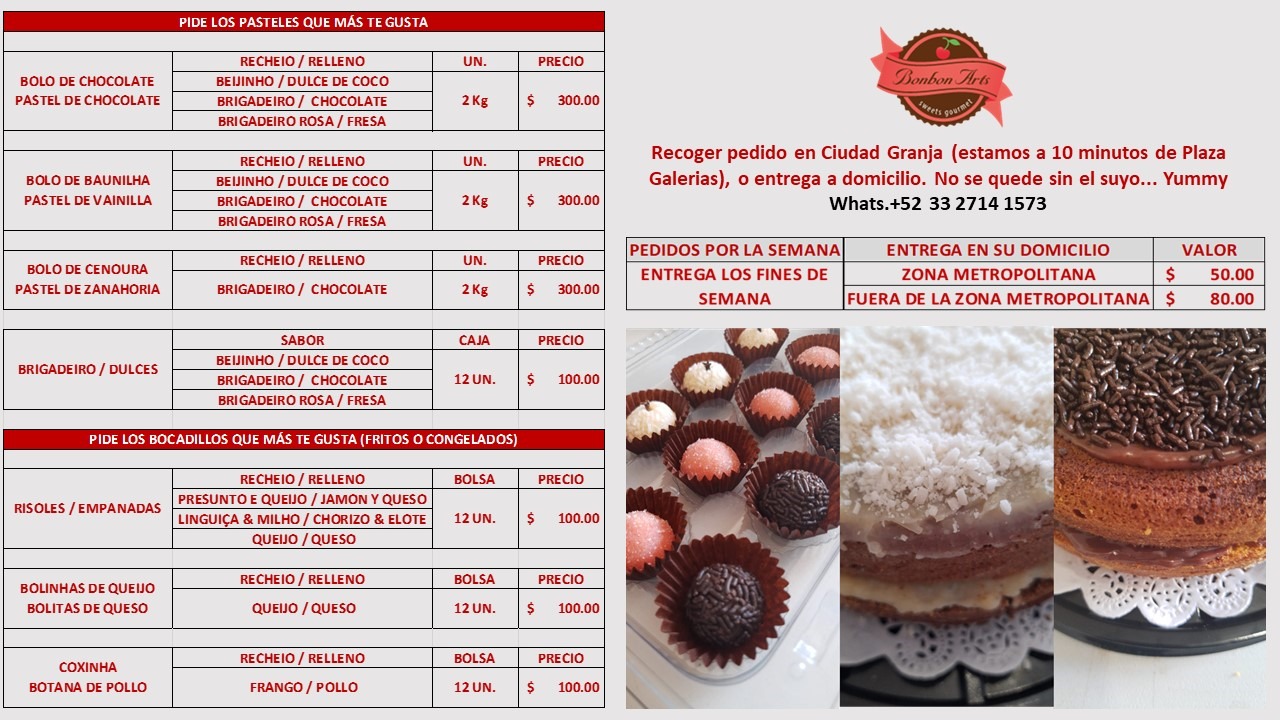 PIDE LOS PASTELES QUE MÁS TE GUSTA
BOLO DE CHOCOLATE
PASTEL DE CHOCOLATE
RECHEIO / RELLENO UN. PRECIO
BEIJINHO / DULCE DE COCO
BRIGADEIRO / CHOCOLATE 2 Kg $ 300.00
BRIGADEIRO ROSA / FRESA
BOLO DE BAUNILHA
PASTEL DE VAINILLA
RECHEIO / RELLENO UN. PRECIO
BEIJINHO / DULCE DE COCO
BRIGADEIRO / CHOCOLATE 2 Kg $ 300.00
BRIGADEIRO ROSA / FRESA
BOLO DE CENOURA
PASTEL DE ZANAHORIA
RECHEIO / RELLENO UN. PRECIO
BRIGADEIRO / CHOCOLATE 2 Kg $ 300.00
BRIGADEIRO / DULCES
SABOR CAJA PRECIO
BEIJINHO / DULCE DE COCO
BRIGADEIRO / CHOCOLATE 12 UN. $ 100.00
BRIGADEIRO ROSA / FRESA
PIDE LOS BOCADILLOS QUE MÁS TE GUSTA (FRITOS O CONGELADOS)
RISOLES / EMPANADAS
RECHEIO / RELLENO BOLSA PRECIO
PRESUNTO E QUEIJO / JAMON Y QUESO
LINGUIÇA & MILHO / CHORIZO & ELOTE 12 UN. $ 100.00
QUEIJO / QUESO
BOLINHAS DE QUEIJO
BOLITAS DE QUESO
RECHEIO / RELLENO BOLSA PRECIO
QUEIJO / QUESO 12 UN. $ 100.00
COXINHA
BOTANA DE POLLO
RECHEIO / RELLENO BOLSA PRECIO
FRANGO / POLLO 12 UN. $ 100.00
Bonbon Arts
sweets gourmet
Recoger pedido en Ciudad Granja (estamos a 10 minutos de Plaza
Galerias), o entrega a domicilio. No se quede sin el suyo... Yummy
Whats.+52 33 2714 1573
PEDIDOS POR LA SEMANA ENTREGA EN SU DOMICILIO VALOR
ENTREGA LOS FINES DE
SEMANA
ZONA METROPOLITANA $ 50.00
FUERA DE LA ZONA METROPOLITANA $ 80.00